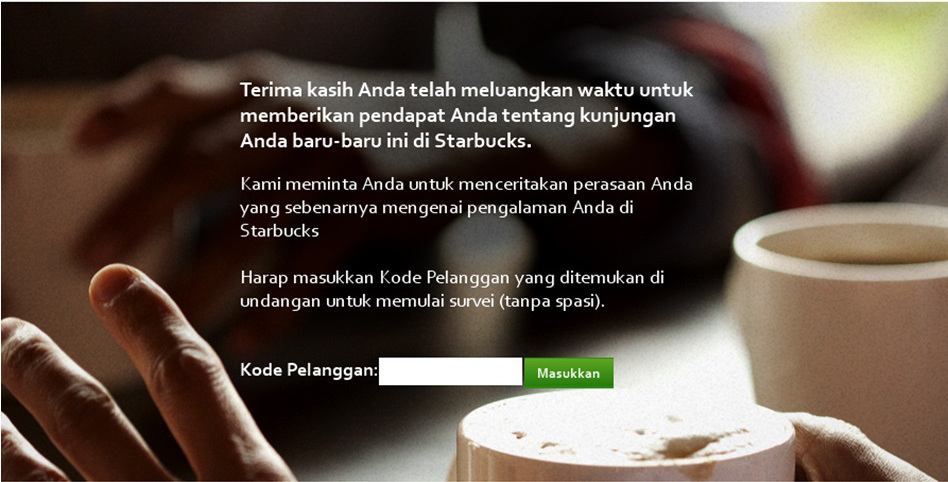 Terima kasih Anda telah meluangkan waktu untuk
memberikan pendapat Anda tentang kunjungan
Anda baru-baru ini di Starbucks.
Kami meminta Anda untuk menceritakan perasaan Anda
yang sebenarnya mengenai pengalaman Anda di
Starbucks
Harap masukkan Kode Pelanggan yang ditemukan di
undangan untuk memulai survei (tanpa spasi).
Kode Pelanggan: Masukkan